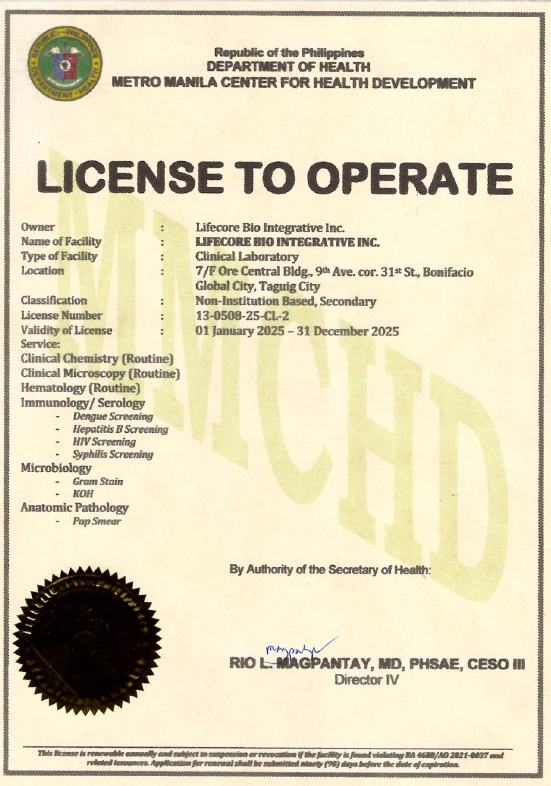 Republic of the Philippines
DEPARTMENT OF HEALTH
METRO MANILA CENTER FOR HEALTH DEVELOPMENT
LICENSE TO OPERATE
Owner : Lifecore Bio Integrative Inc.
Name of Facility : LIFECORE BIO INTEGRATIVE INC.
Type of Facility : Clinical Laboratory
Location : 7/F Ore Central Bldg., 9th Ave. cor. 31st St., Bonifacio
Global City, Taguig City
Classification : Non-Institution Based, Secondary
License Number : 13-0508-25-CL-2
Validity of License : 01 January 2025 – 31 December 2025
Service:
Clinical Chemistry (Routine)
Clinical Microscopy (Routine)
Hematology (Routine)
Immunology/ Serology
- Dengue Screening
- Hepatitis B Screening
- HIV Screening
- Syphilis Screening
Microbiology
- Gram Stain
- KOH
Anatomic Pathology
- Pap Smear
MMCHD
By Authority of the Secretary of Health:
RIO L. MAGPANTAY, MD, PHSAE, CESO III
Director IV
This license is renewable annually and subject to suspension or revocation if the facility is found violating RA 4688/AO 2021-0037 and
related issuances. Application for renewal shall be submitted ninety (90) days before the date of expiration.